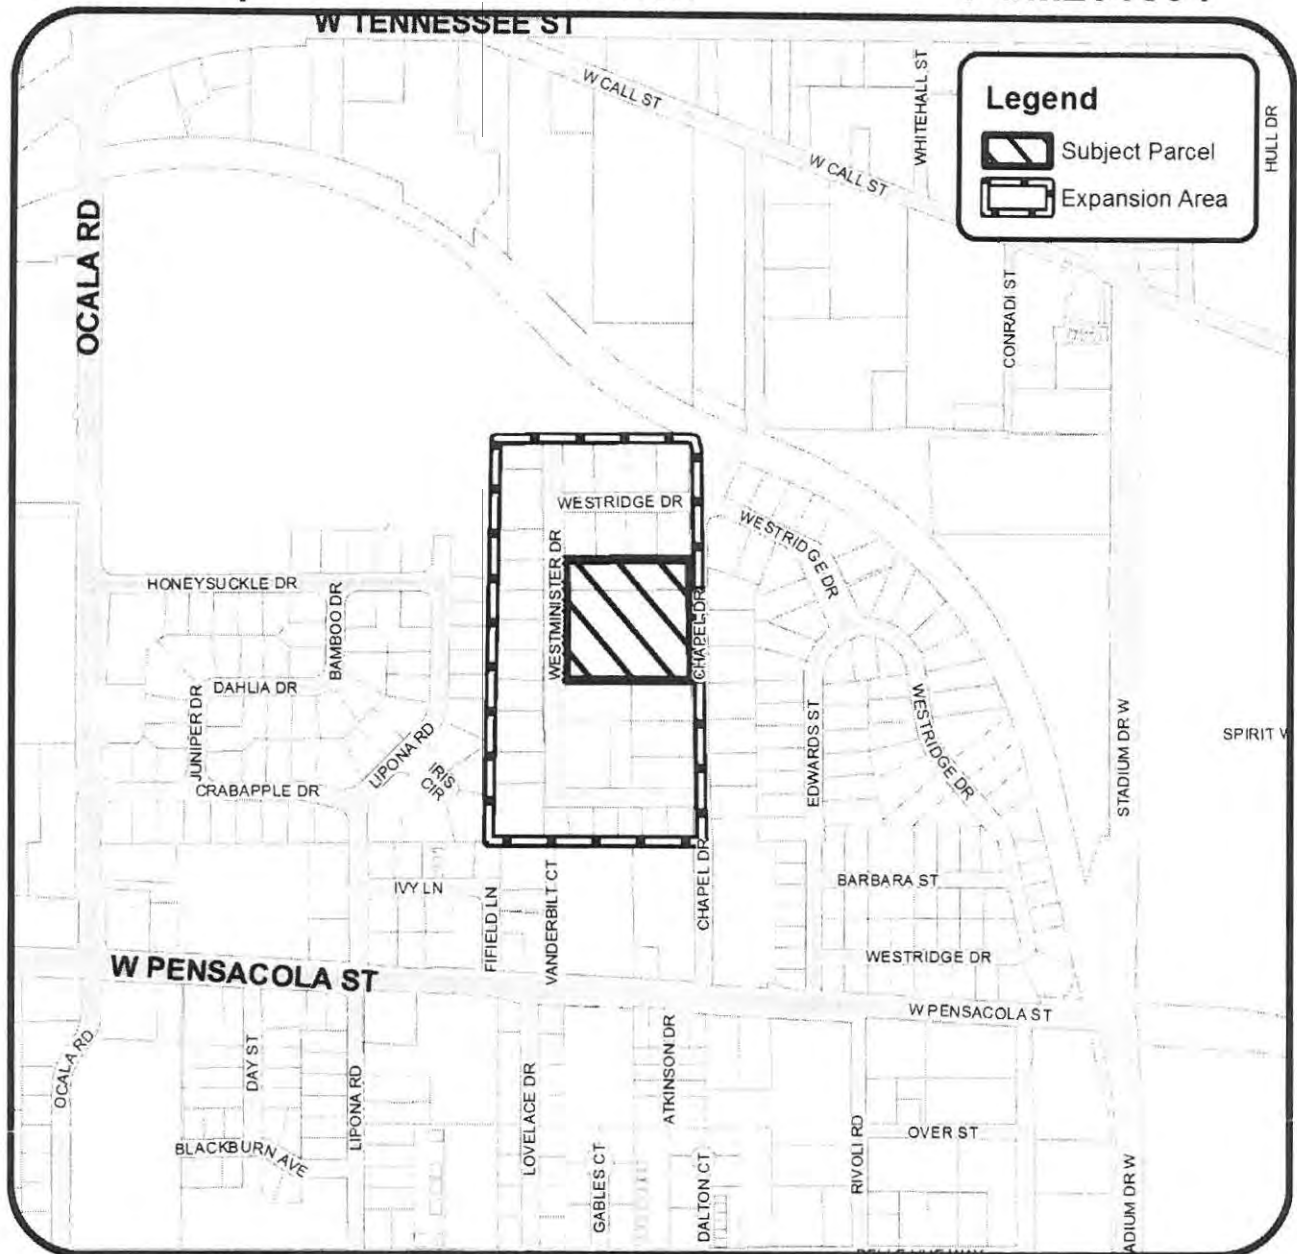 W TENNESSEE ST
W CALL ST
WHITEHALL ST
Legend
Subject Parcel
Expansion Area
HULL DR
W CALL ST
OCALA RD
CONRADI ST
WESTRIDGE DR
WESTRIDGE DR
WESTMINISTER DR
HONEYSUCKLE DR
BAMBOO DR
CHAPEL DR
DAHLIA DR
JUNIPER DR
LIPONA RD
IRIS
CIR
CRABAPPLE DR
EDWARDS ST
WESTRIDGE DR
STADIUM DR W
SPIRIT W
IVY LN
FIFIELD LN
VANDERBILT CT
CHAPEL DR
BARBARA ST
WESTRIDGE DR
W PENSACOLA ST
W PENSACOLA ST
OCALA RD
DAY ST
LIPONA RD
BLACKBURN AVE
LOVELACE DR
GABLES CT
ATKINSON DR
DALTON CT
RIVOLI RD
OVER ST
ADIUM DR W